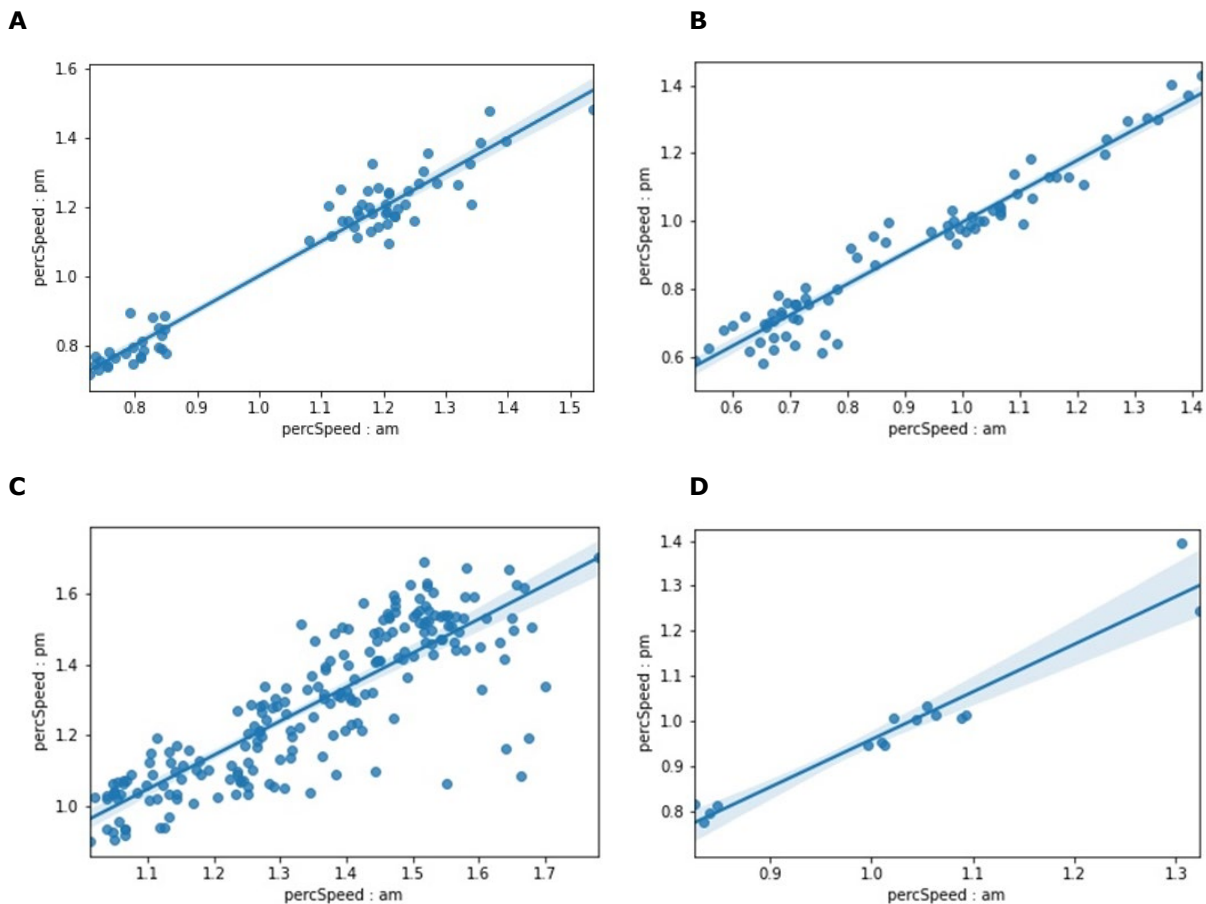 A
B
1.6
1.4
1.2
1.0
0.8
percSpeed : pm
0.8 0.9 1.0 1.1 1.2 1.3 1.4 1.5
percSpeed : am
1.4
1.2
1.0
0.8
0.6
percSpeed : pm
0.6 0.7 0.8 0.9 1.0 1.1 1.2 1.3 1.4
percSpeed : am
C
D
1.6
1.4
1.2
1.0
percSpeed : pm
1.1 1.2 1.3 1.4 1.5 1.6 1.7
percSpeed : am
1.4
1.3
1.2
1.1
1.0
0.9
0.8
percSpeed : pm
0.9 1.0 1.1 1.2 1.3
percSpeed : am